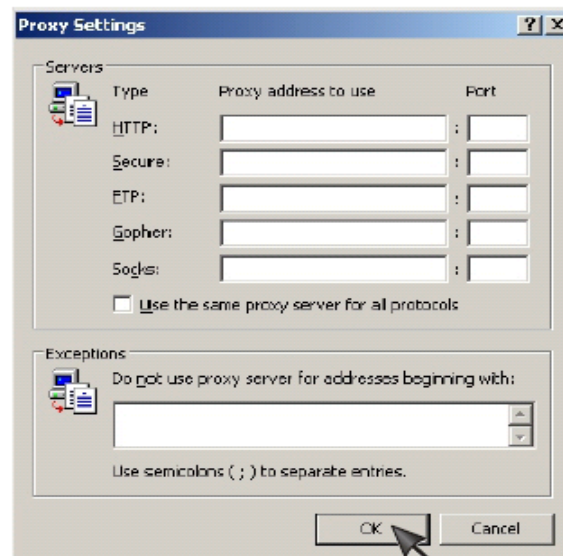 Proxy Settings
Servers
Type Proxy address to use Port
HTTP: :
Secure: :
FTP: :
Gopher: :
Socks: :
Use the same proxy server for all protocols
Exceptions
Do not use proxy server for addresses beginning with:
Use semicolons ( ; ) to separate entries.
OK Cancel